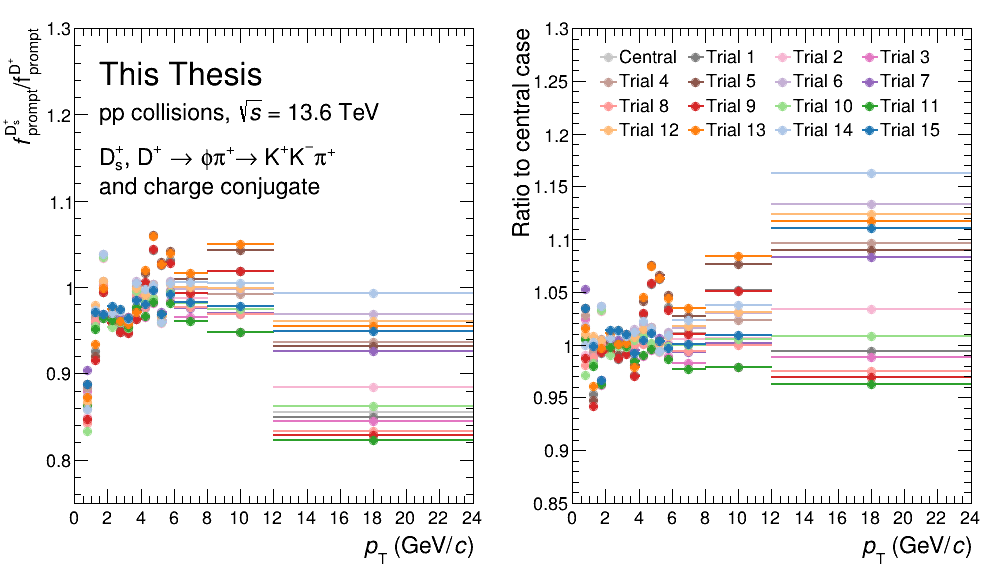 f^{D_s^+}_{prompt}/f^{D^+}_{prompt}
1.3
1.2
1.1
1
0.9
0.8
This Thesis
pp collisions, √s = 13.6 TeV
D_s^+, D^+ → ϕπ^+ → K^+K^−π^+
and charge conjugate
0 2 4 6 8 10 12 14 16 18 20 22 24
p_T (GeV/c)
Ratio to central case
1.3
1.25
1.2
1.15
1.1
1.05
1
0.95
0.9
0.85
Central Trial 1 Trial 2 Trial 3
Trial 4 Trial 5 Trial 6 Trial 7
Trial 8 Trial 9 Trial 10 Trial 11
Trial 12 Trial 13 Trial 14 Trial 15
0 2 4 6 8 10 12 14 16 18 20 22 24
p_T (GeV/c)